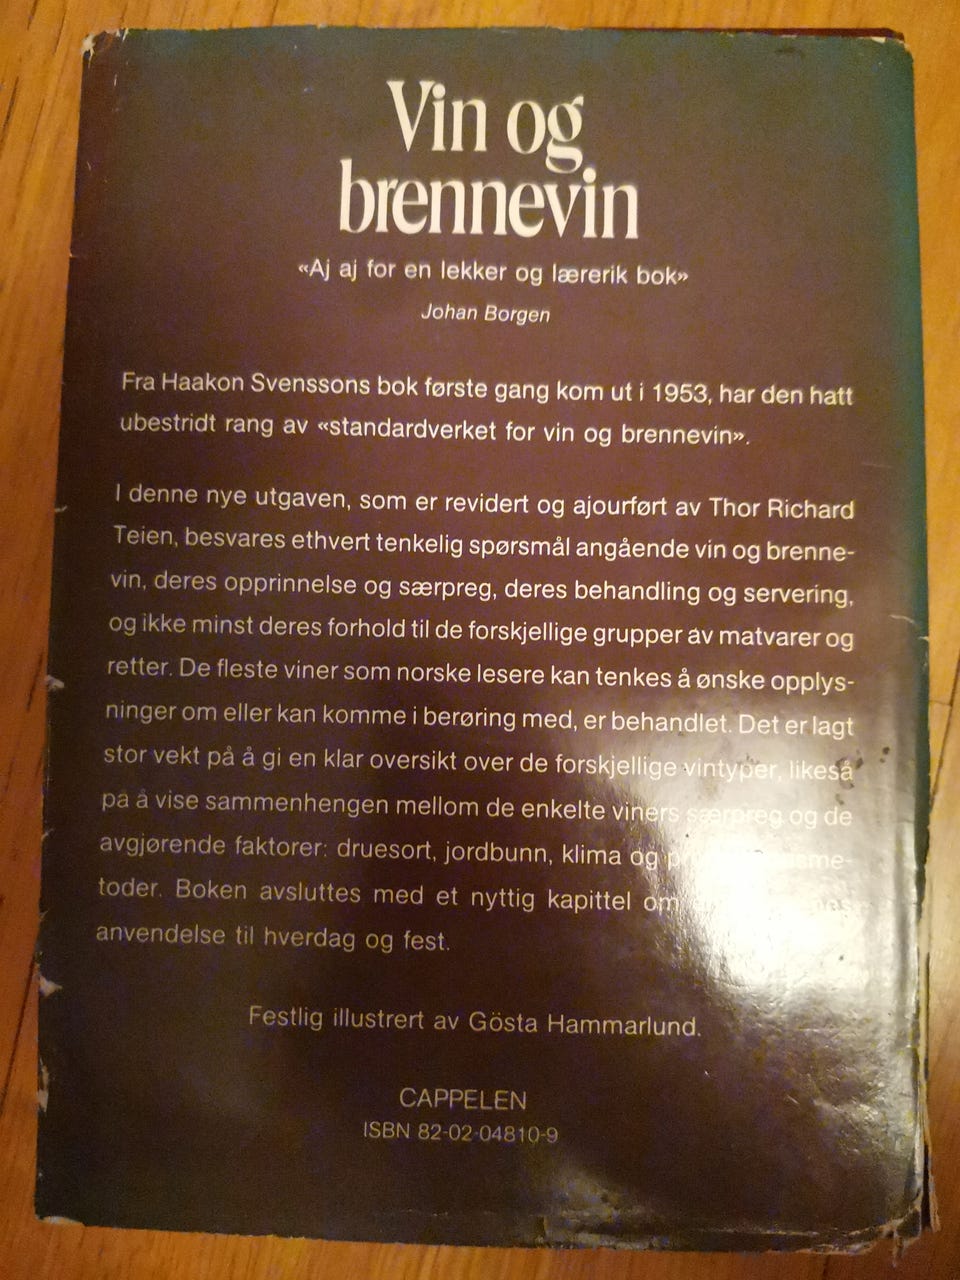 Vin og
brennevin
«Aj aj for en lekker og lærerik bok»
Johan Borgen
Fra Haakon Svenssons bok første gang kom ut i 1953, har den hatt
ubestridt rang av «standardverket for vin og brennevin».
I denne nye utgaven, som er revidert og ajourført av Thor Richard
Teien, besvares ethvert tenkelig spørsmål angående vin og brenne-
vin, deres opprinnelse og særpreg, deres behandling og servering,
og ikke minst deres forhold til de forskjellige grupper av matvarer og
retter. De fleste viner som norske lesere kan tenkes å ønske opplys-
ninger om eller kan komme i berøring med, er behandlet. Det er lagt
stor vekt på å gi en klar oversikt over de forskjellige vintyper, likeså
på å vise sammenhengen mellom de enkelte viners særpreg og de
avgjørende faktorer: druesort, jordbunn, klima og
toder. Boken avsluttes med et nyttig kapittel om
anvendelse til hverdag og fest.
Festlig illustrert av Gösta Hammarlund.
CAPPELEN
ISBN 82-02-04810-9